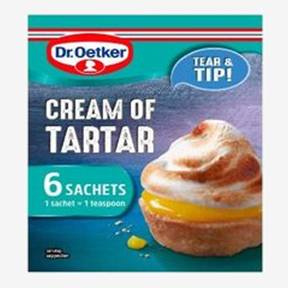 Dr. Oetker
TEAR &
TIP!
CREAM OF
TARTAR
6 SACHETS
1 sachet = 1 teaspoon